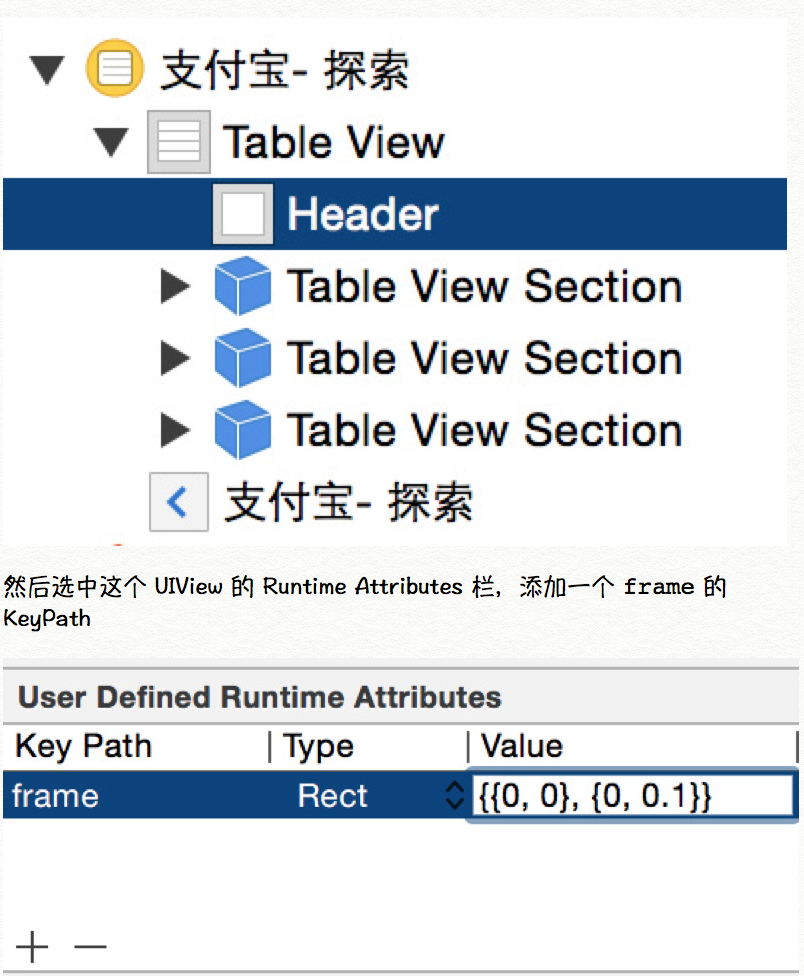 支付宝- 探索
Table View
Header
Table View Section
Table View Section
Table View Section
支付宝- 探索
然后选中这个 UIView 的 Runtime Attributes 栏，添加一个 frame 的
KeyPath
User Defined Runtime Attributes
Key Path Type Value
frame Rect {{0, 0}, {0, 0.1}}